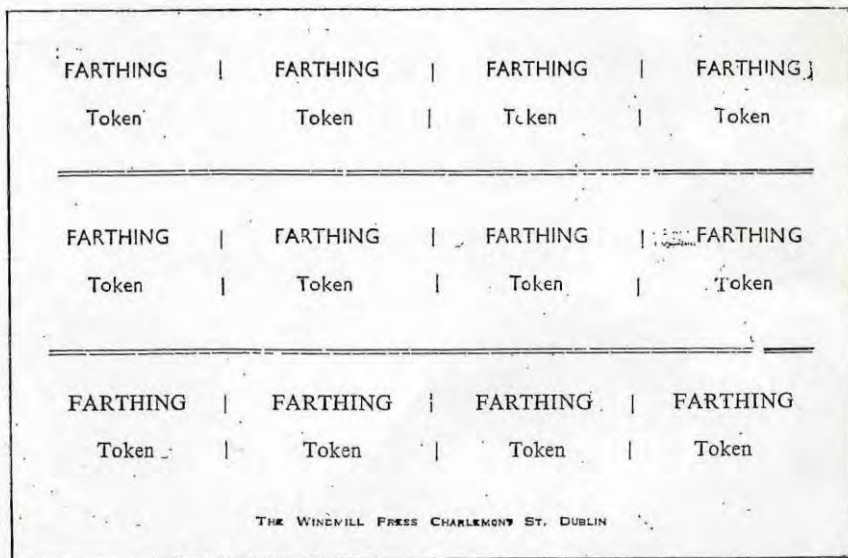 FARTHING | FARTHING | FARTHING | FARTHING
Token Token | Token | Token
FARTHING | FARTHING | FARTHING | FARTHING
Token | Token | Token | Token
FARTHING | FARTHING | FARTHING | FARTHING
Token | Token | Token | Token
THE WINDMILL PRESS CHARLEMONT ST. DUBLIN